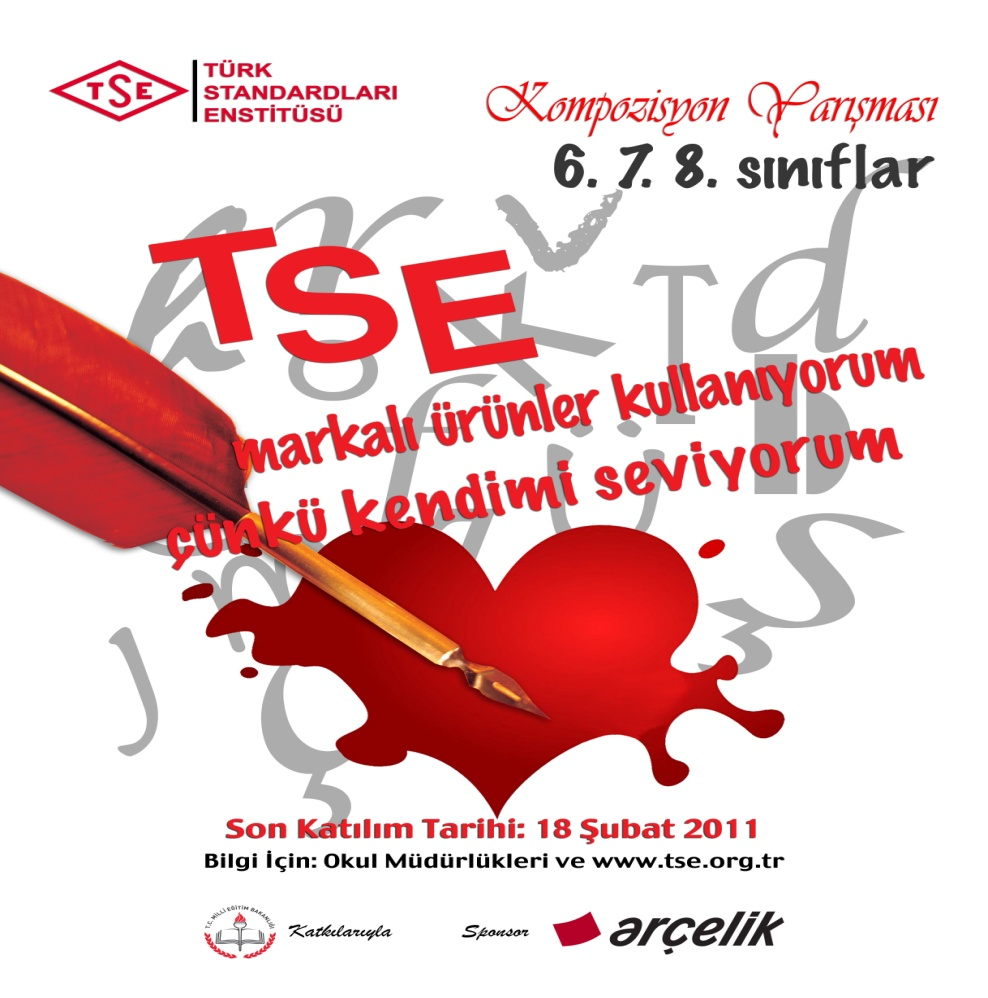 TSE
TÜRK
STANDARDLARI
ENSTİTÜSÜ
Kompozisyon Yarışması
6. 7. 8. sınıflar
TSE
markalı ürünler kullanıyorum
çünkü kendimi seviyorum
Son Katılım Tarihi: 18 Şubat 2011
Bilgi İçin: Okul Müdürlükleri ve www.tse.org.tr
T.C. MİLLİ EĞİTİM BAKANLIĞI
Katkılarıyla
Sponsor
arçelik